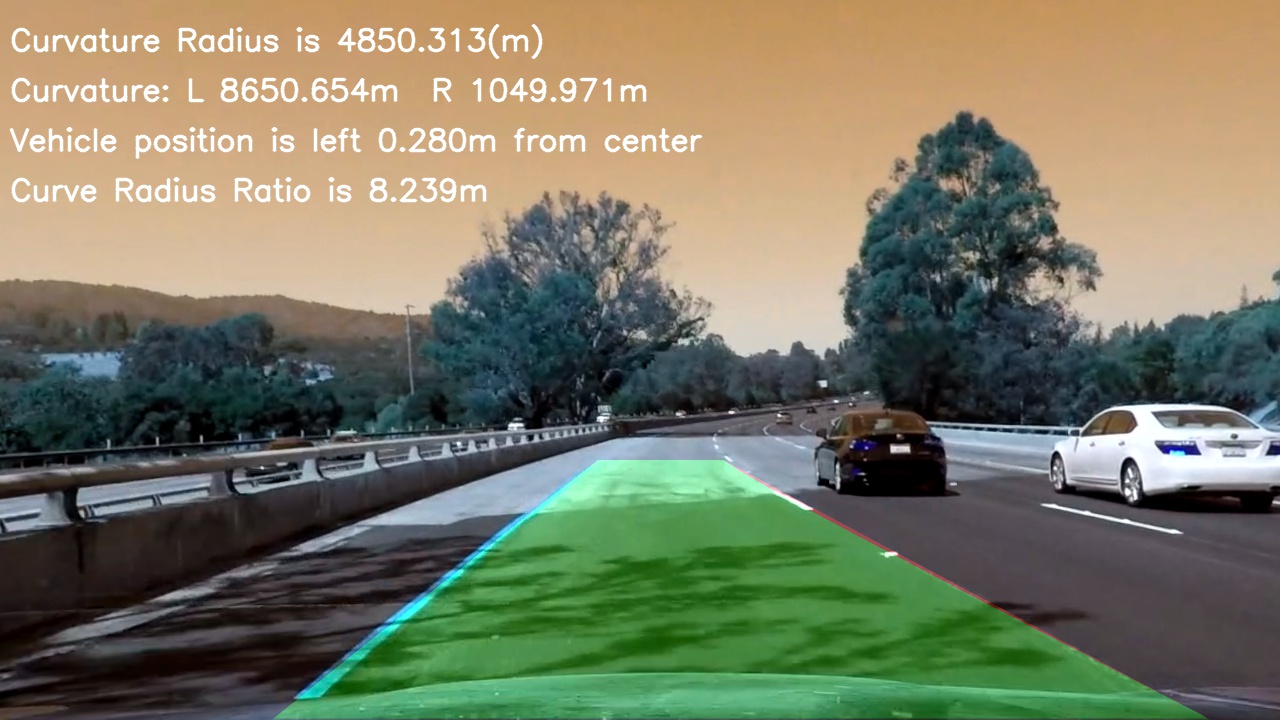 Curvature Radius is 4850.313(m)
Curvature: L 8650.654m R 1049.971m
Vehicle position is left 0.280m from center
Curve Radius Ratio is 8.239m